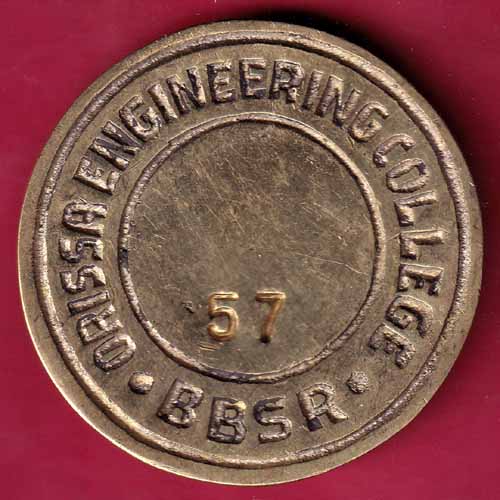 ORISSA ENGINEERING COLLEGE
57
• BBSR •